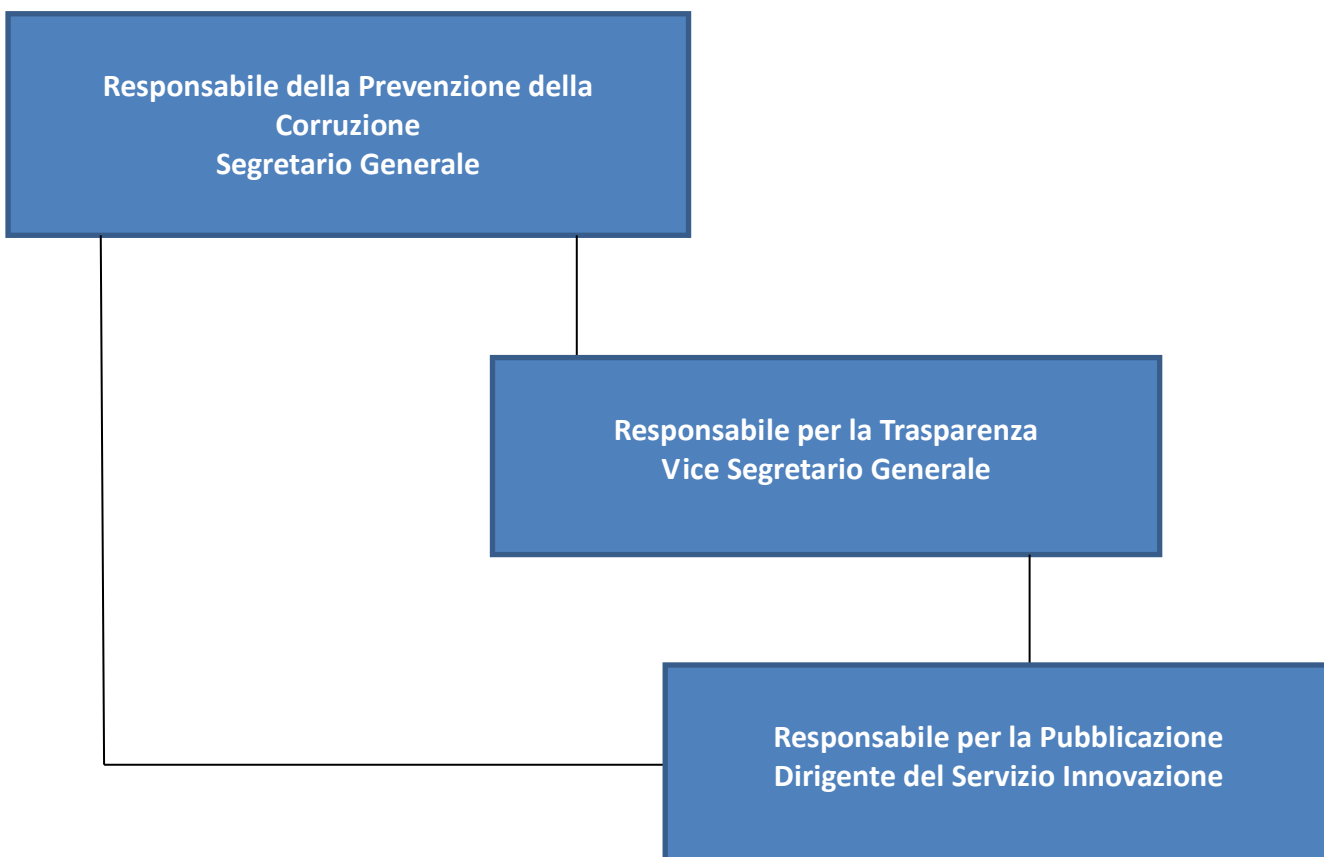 Responsabile della Prevenzione della
Corruzione
Segretario Generale
Responsabile per la Trasparenza
Vice Segretario Generale
Responsabile per la Pubblicazione
Dirigente del Servizio Innovazione